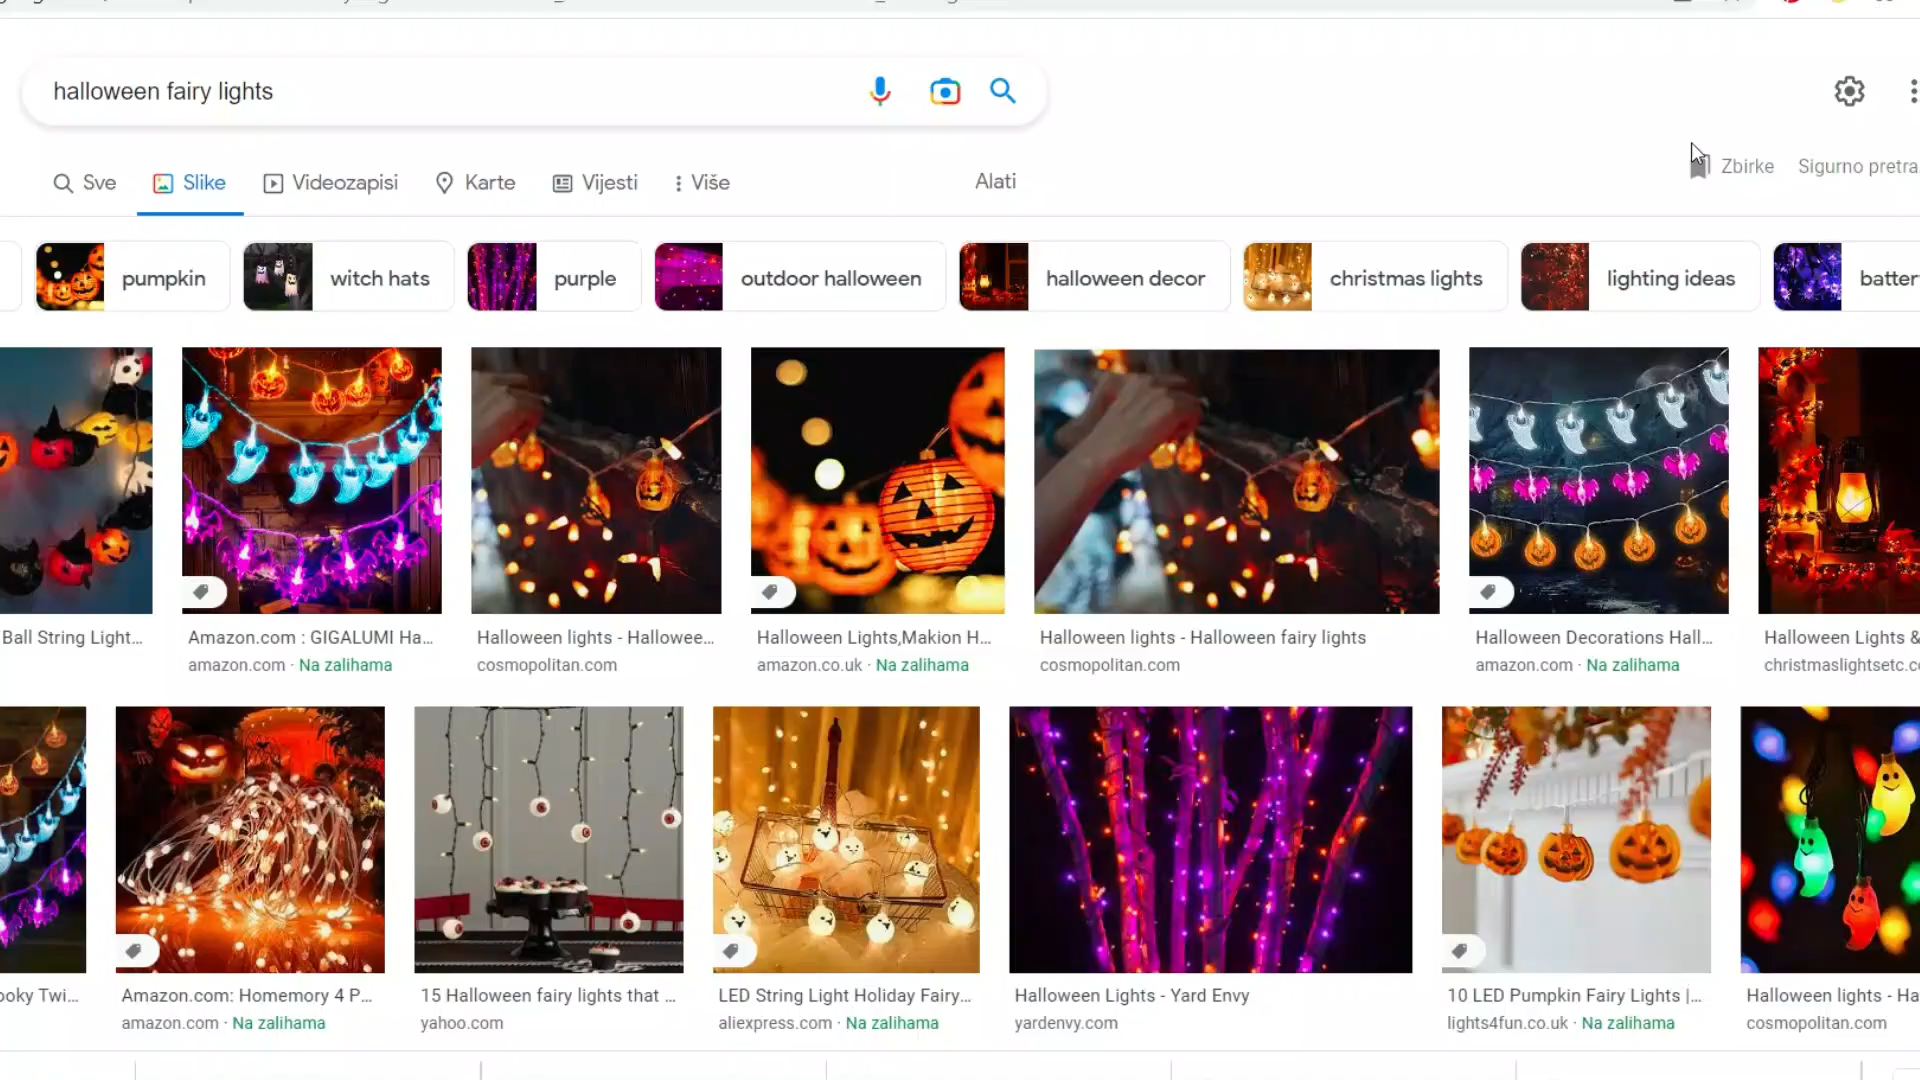 halloween fairy lights
Zbirke Sigurno pretra
Sve Slike Videozapisi Karte Vijesti Više Alati
pumpkin witch hats purple outdoor halloween halloween decor christmas lights lighting ideas batter
Ball String Light... Amazon.com : GIGALUMI Ha... Halloween lights - Hallowee... Halloween Lights,Makion H... Halloween lights - Halloween fairy lights Halloween Decorations Hall... Halloween Lights &
amazon.com · Na zalihama cosmopolitan.com amazon.co.uk · Na zalihama cosmopolitan.com amazon.com · Na zalihama christmaslightsetc.c
ooky Twi... Amazon.com: Homemory 4 P... 15 Halloween fairy lights that ... LED String Light Holiday Fairy... Halloween Lights - Yard Envy 10 LED Pumpkin Fairy Lights |... Halloween lights - Ha
amazon.com · Na zalihama yahoo.com aliexpress.com · Na zalihama yardenvy.com lights4fun.co.uk · Na zalihama cosmopolitan.com